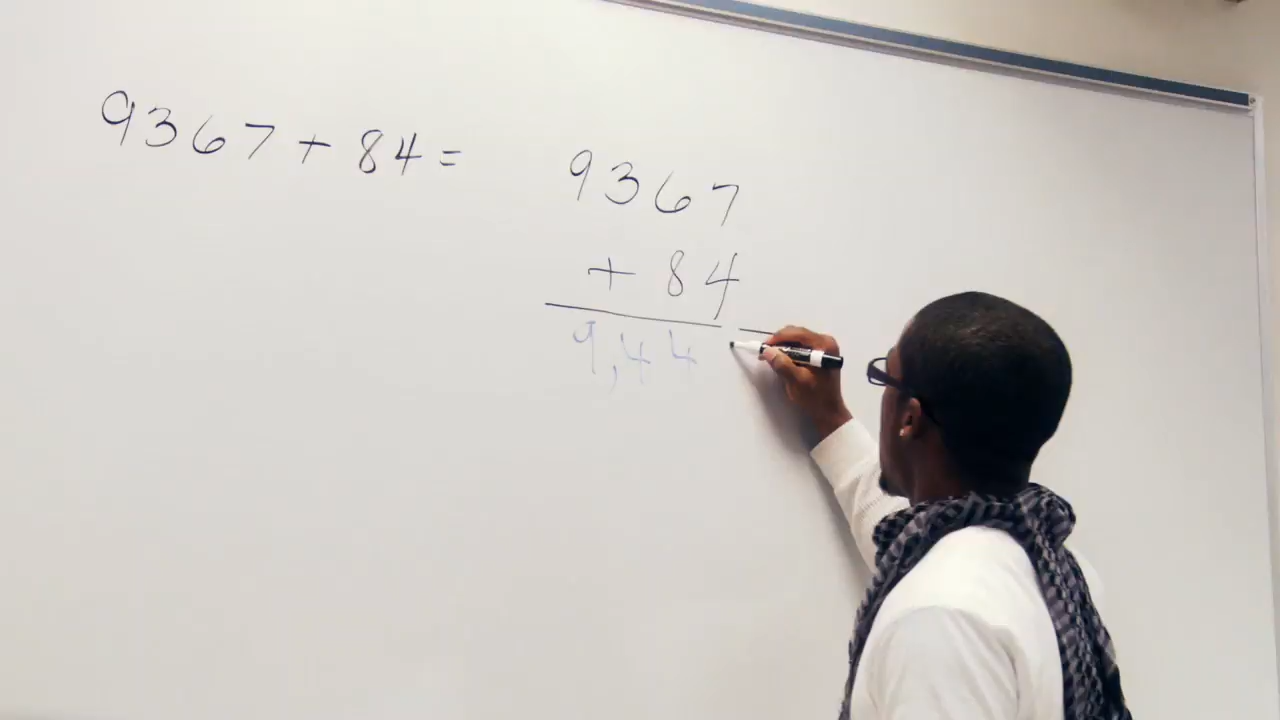 9367 + 84 =
9367
+ 84
9,44